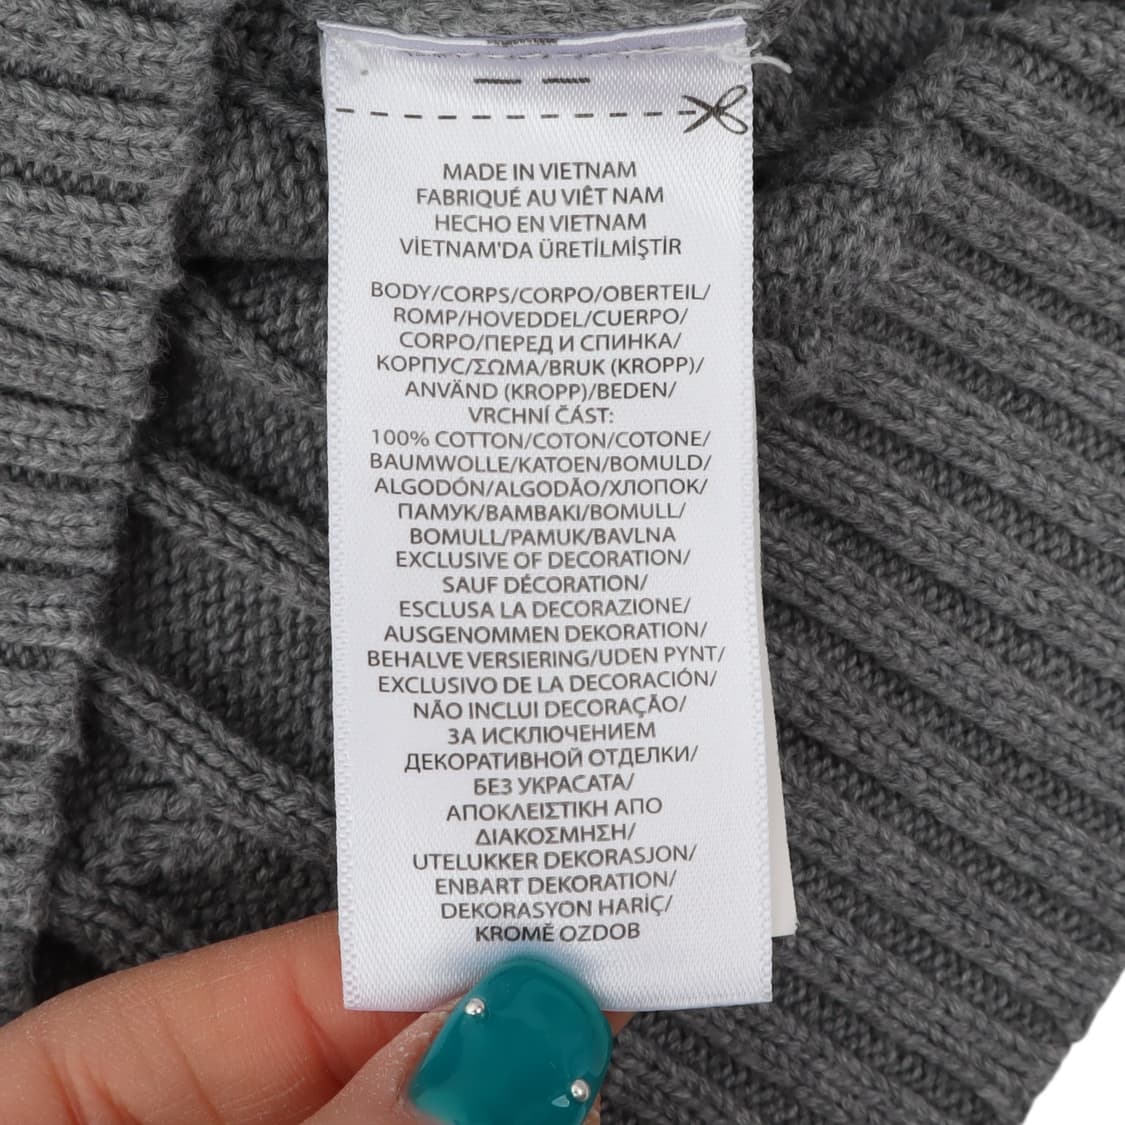 MADE IN VIETNAM
FABRIQUÉ AU VIÊT NAM
HECHO EN VIETNAM
VİETNAM'DA ÜRETİLMİŞTİR
BODY/CORPS/CORPO/OBERTEIL/
ROMP/HOVEDDEL/CUERPO/
CORPO/ПЕРЕД И СПИНКА/
КОРПУС/ΣΩΜΑ/BRUK (KROPP)/
ANVÄND (KROPP)/BEDEN/
VRCHNÍ ČÁST:
100% COTTON/COTON/COTONE/
BAUMWOLLE/KATOEN/BOMULD/
ALGODÓN/ALGODÃO/ХЛОПОК/
ПАМУК/ΒΑΜΒΑΚΙ/BOMULL/
BOMULL/PAMUK/BAVLNA
EXCLUSIVE OF DECORATION/
SAUF DÉCORATION/
ESCLUSA LA DECORAZIONE/
AUSGENOMMEN DEKORATION/
BEHALVE VERSIERING/UDEN PYNT/
EXCLUSIVO DE LA DECORACIÓN/
NÃO INCLUI DECORAÇÃO/
ЗА ИСКЛЮЧЕНИЕМ
ДЕКОРАТИВНОЙ ОТДЕЛКИ/
БЕЗ УКРАСАТА/
ΑΠΟΚΛΕΙΣΤΙΚΗ ΑΠΟ
ΔΙΑΚΟΣΜΗΣΗ/
UTELUKKER DEKORASJON/
ENBART DEKORATION/
DEKORASYON HARİÇ/
KROMĚ OZDOB